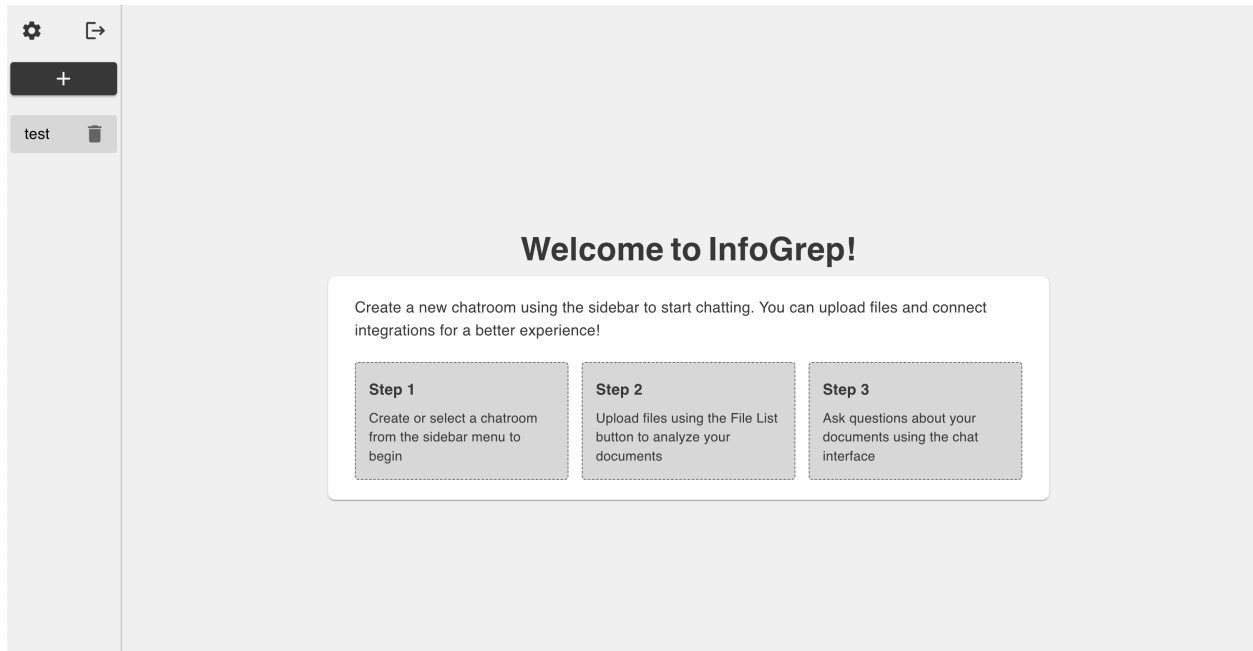 +
test
Welcome to InfoGrep!
Create a new chatroom using the sidebar to start chatting. You can upload files and connect
integrations for a better experience!
Step 1
Create or select a chatroom
from the sidebar menu to
begin
Step 2
Upload files using the File List
button to analyze your
documents
Step 3
Ask questions about your
documents using the chat
interface